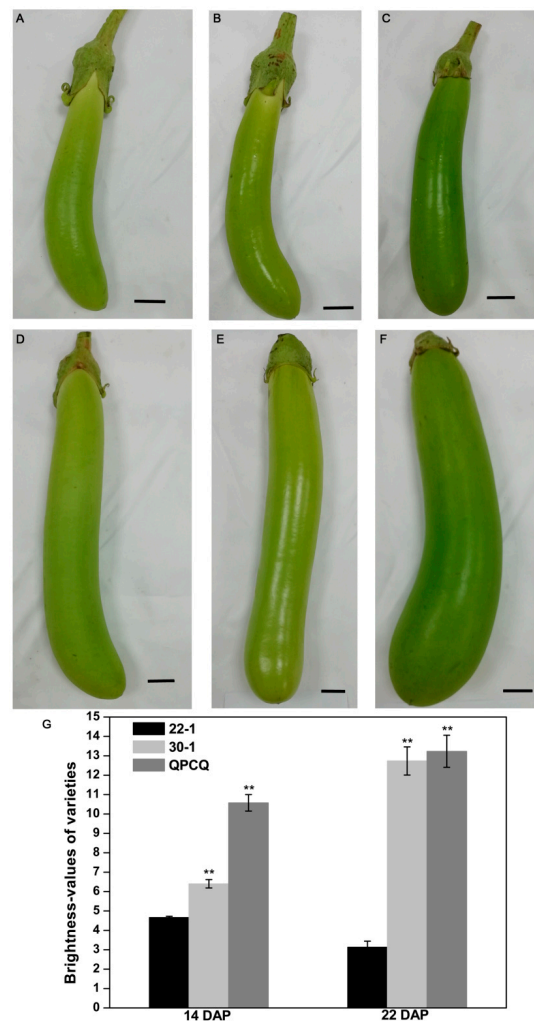 A
B
C
D
E
F
G
15
14
13
12
11
10
9
8
7
6
5
4
3
2
1
0
Brightness-values of varieties
22-1
30-1
QPCQ
**
**
**
**
14 DAP
22 DAP